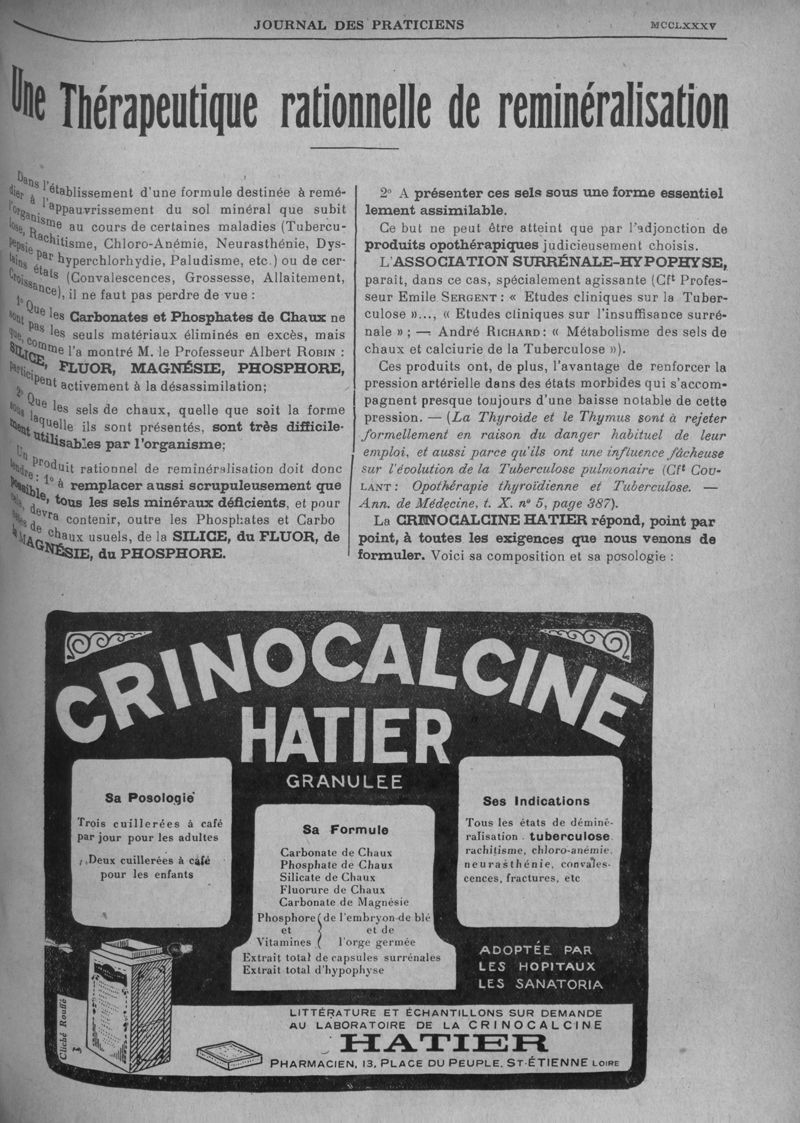 JOURNAL DES PRATICIENS
MCCLXXXV
Une Thérapeutique rationnelle de reminéralisation
Dans l'établissement d'une formule destinée à remé-
dier à l'appauvrissement du sol minéral que subit
l'organisme au cours de certaines maladies (Tubercu-
lose, Rachitisme, Chloro-Anémie, Neurasthénie, Dys-
pepsie par hyperchlorhydie, Paludisme, etc.) ou de cer-
tains états (Convalescences, Grossesse, Allaitement,
Croissance), il ne faut pas perdre de vue :
1º Que les Carbonates et Phosphates de Chaux ne
sont pas les seuls matériaux éliminés en excès, mais
que, comme l'a montré M. le Professeur Albert ROBIN :
SILICE, FLUOR, MAGNÉSIE, PHOSPHORE,
participent activement à la désassimilation;
2º Que les sels de chaux, quelle que soit la forme
sous laquelle ils sont présentés, sont très difficile-
ment utilisables par l'organisme;
Un produit rational de reminéralisation doit donc
tendre : 1º à remplacer aussi scrupuleusement que
possible, tous les sels minéraux déficients, et pour
cela, devra contenir, outre les Phosphates et Carbo
nates de chaux usuels, de la SILICE, du FLUOR, de
la MAGNÉSIE, du PHOSPHORE.
2º A présenter ces sels sous une forme essentiel
lement assimilable.
Ce but ne peut être atteint que par l'adjonction de
produits opothérapiques judicieusement choisis.
L'ASSOCIATION SURRÉNALE-HYPOPHYSE,
parait, dans ce cas, spécialement agissante (Cfᵗ Profes-
seur Emile SERGENT : « Etudes cliniques sur la Tuber-
culose »..., « Etudes cliniques sur l'insuffisance surré-
nale » ; — André RICHARD : « Métabolisme des sels de
chaux et calciurie de la Tuberculose »).
Ces produits ont, de plus, l'avantage de renforcer la
pression artérielle dans des états morbides qui s'accom-
pagnent presque toujours d'une baisse notable de cette
pression. — (La Thyroïde et le Thymus sont à rejeter
formellement en raison du danger habituel de leur
emploi, et aussi parce qu'ils ont une influence fâcheuse
sur l'évolution de la Tuberculose pulmonaire (Cfᵗ COU-
LANT : Opothérapie thyroïdienne et Tuberculose. —
Ann. de Médecine, t. X. nº 5, page 387).
La CRINOCALCINE HATIER répond, point par
point, à toutes les exigences que nous venons de
formuler. Voici sa composition et sa posologie :
CRINOCALCINE
HATIER
GRANULEE
Sa Posologie
Trois cuillerées à café
par jour pour les adultes
Deux cuillerées à café
pour les enfants
Sa Formule
Carbonate de Chaux
Phosphate de Chaux
Silicate de Chaux
Fluorure de Chaux
Carbonate de Magnésie
Phosphore ( de l'embryon de blé
et et de
Vitamines ( l'orge germée
Extrait total de capsules surrénales
Extrait total d'hypophyse
Ses Indications
Tous les états de déminé-
ralisation . tuberculose.
rachitisme, chloro-anémie.
neurasthénie, convales-
cences, fractures, etc
ADOPTÉE PAR
LES HOPITAUX
LES SANATORIA
Cliché Rouffié
LITTÉRATURE ET ÉCHANTILLONS SUR DEMANDE
AU LABORATOIRE DE LA CRINOCALCINE
HATIER
PHARMACIEN, 13, PLACE DU PEUPLE, ST-ÉTIENNE LOIRE